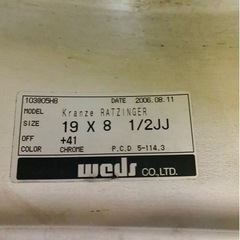 103805HB DATE 2006.08.11
MODEL Kranze RATZINGER
SIZE 19 X 8 1/2JJ
OFF +41
COLOR CHROME P.C.D 5-114.3
weds CO.,LTD.